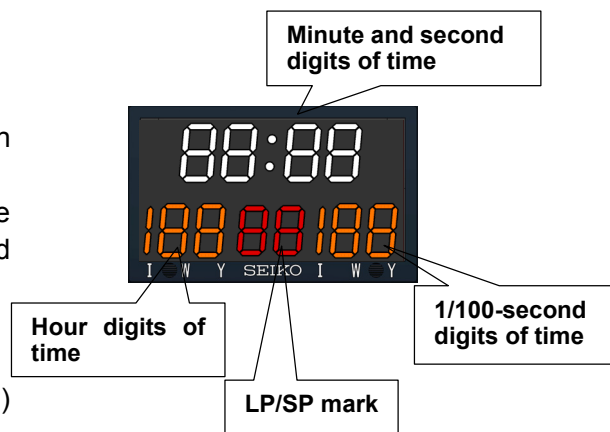 Minute and second
digits of time
n
e
d
88:88
188 88 188
I W Y SEIKO I W Y
Hour digits of
time
1/100-second
digits of time
LP/SP mark
)